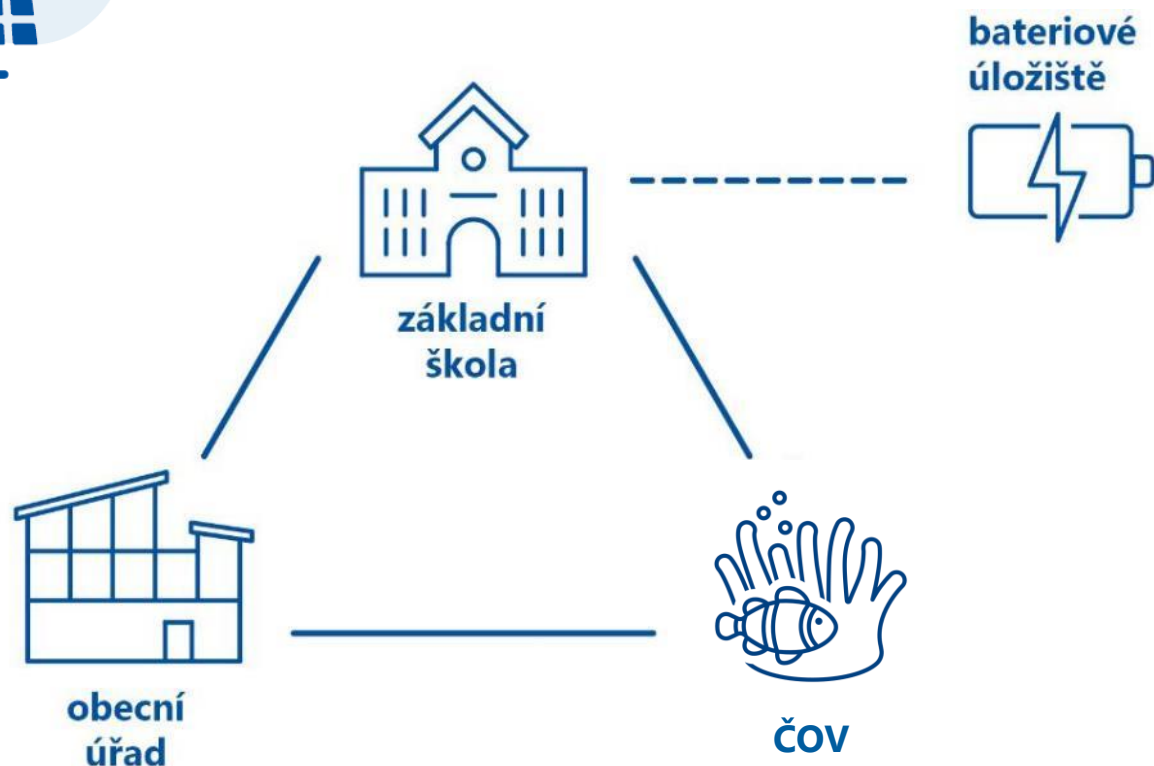 bateriové
úložiště
základní
škola
obecní
úřad
ČOV